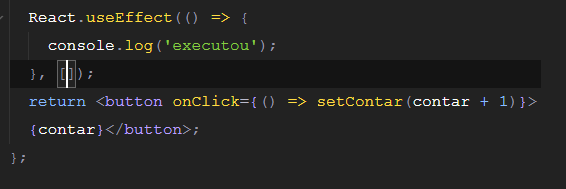 React.useEffect(() => {
console.log('executou');
}, []);
return <button onClick={() => setContar(contar + 1)}>
{contar}</button>;
};